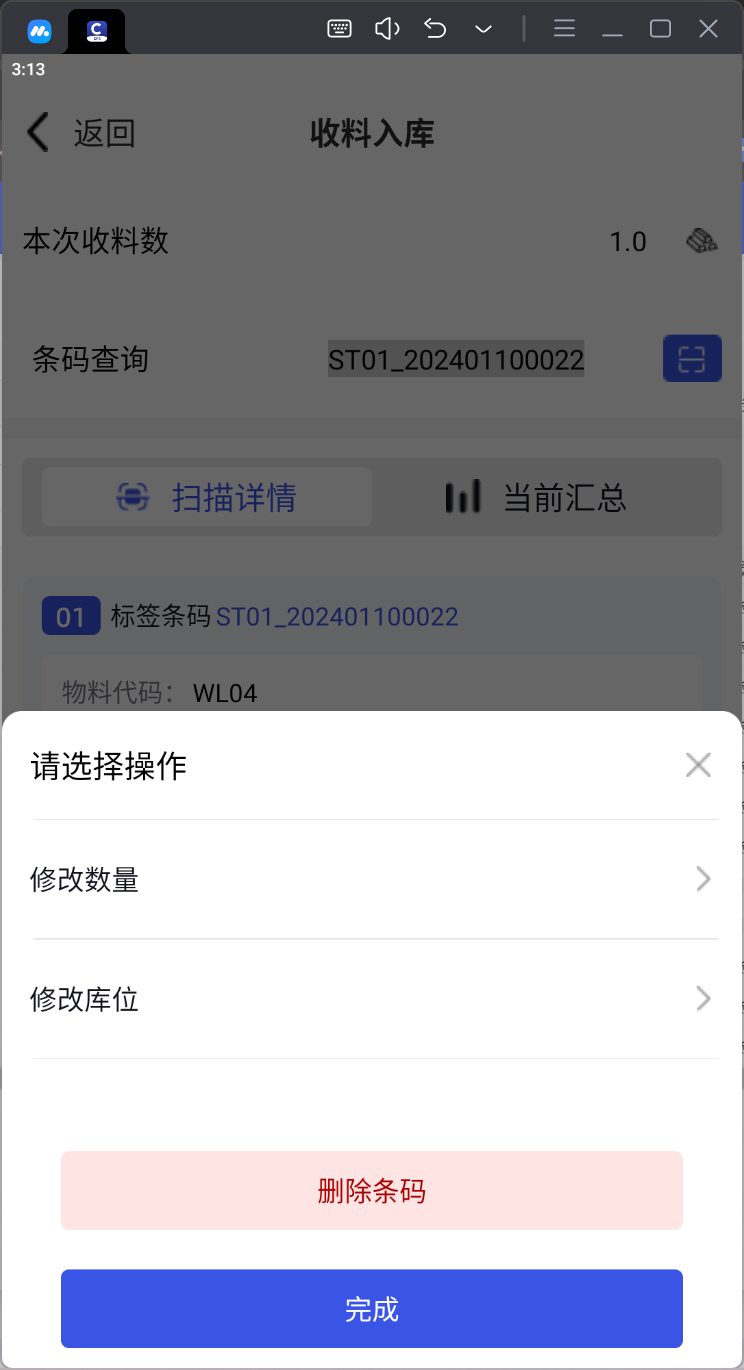 3:13
返回
收料入库
本次收料数 1.0
条码查询 ST01_202401100022
扫描详情 当前汇总
01 标签条码 ST01_202401100022
物料代码： WL04
请选择操作
修改数量
修改库位
删除条码
完成